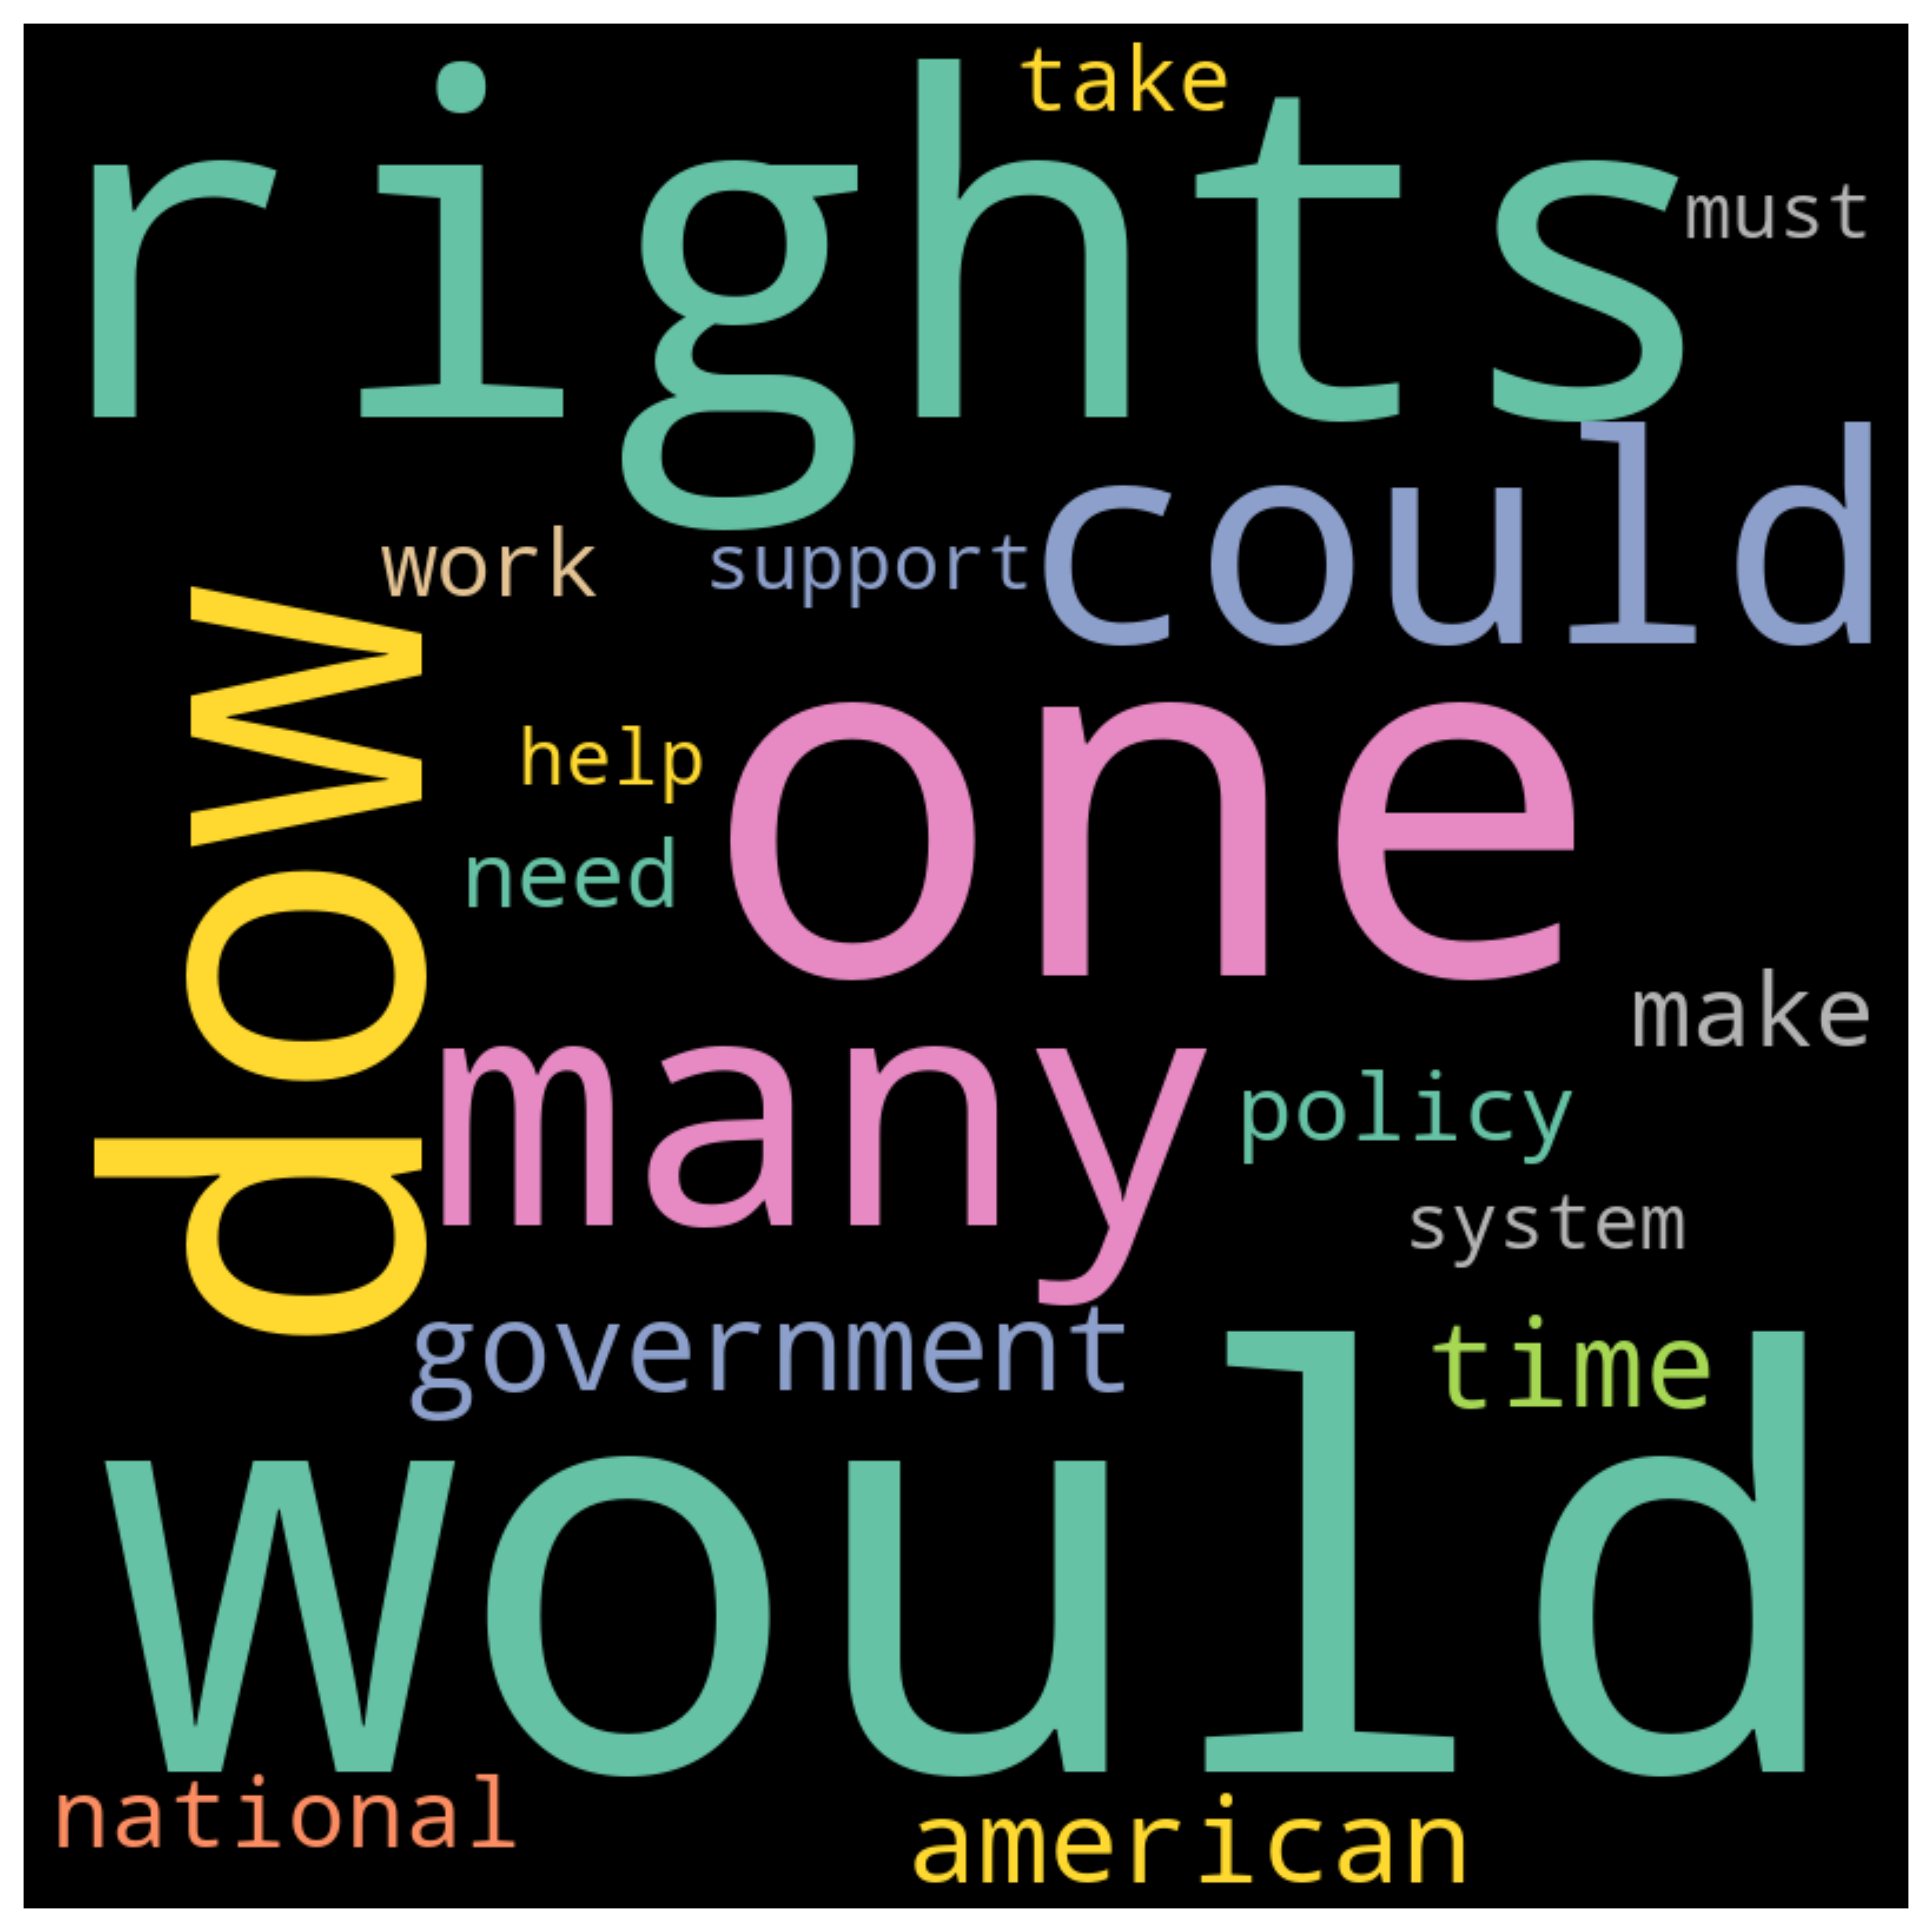 take
rights
must
could
work
support
dow
help
one
need
make
many
policy
system
government
time
would
national
american